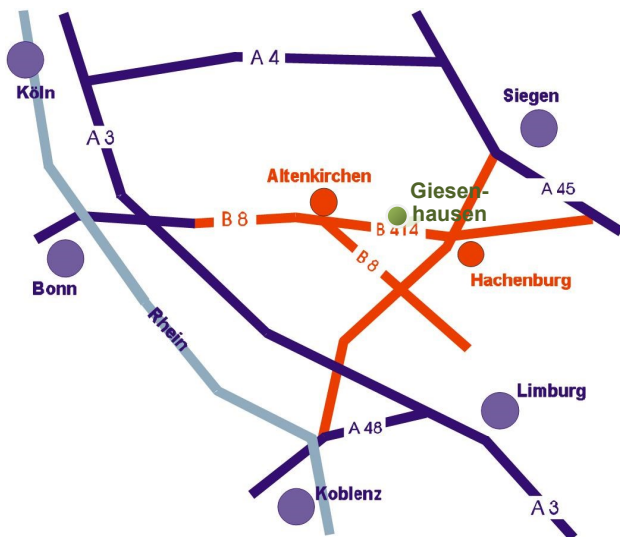 Köln
A 4
Siegen
A 3
Altenkirchen
Giesen-
hausen
A 45
B 8
B 414
B 8
Hachenburg
Bonn
Rhein
Limburg
A 48
Koblenz
A 3